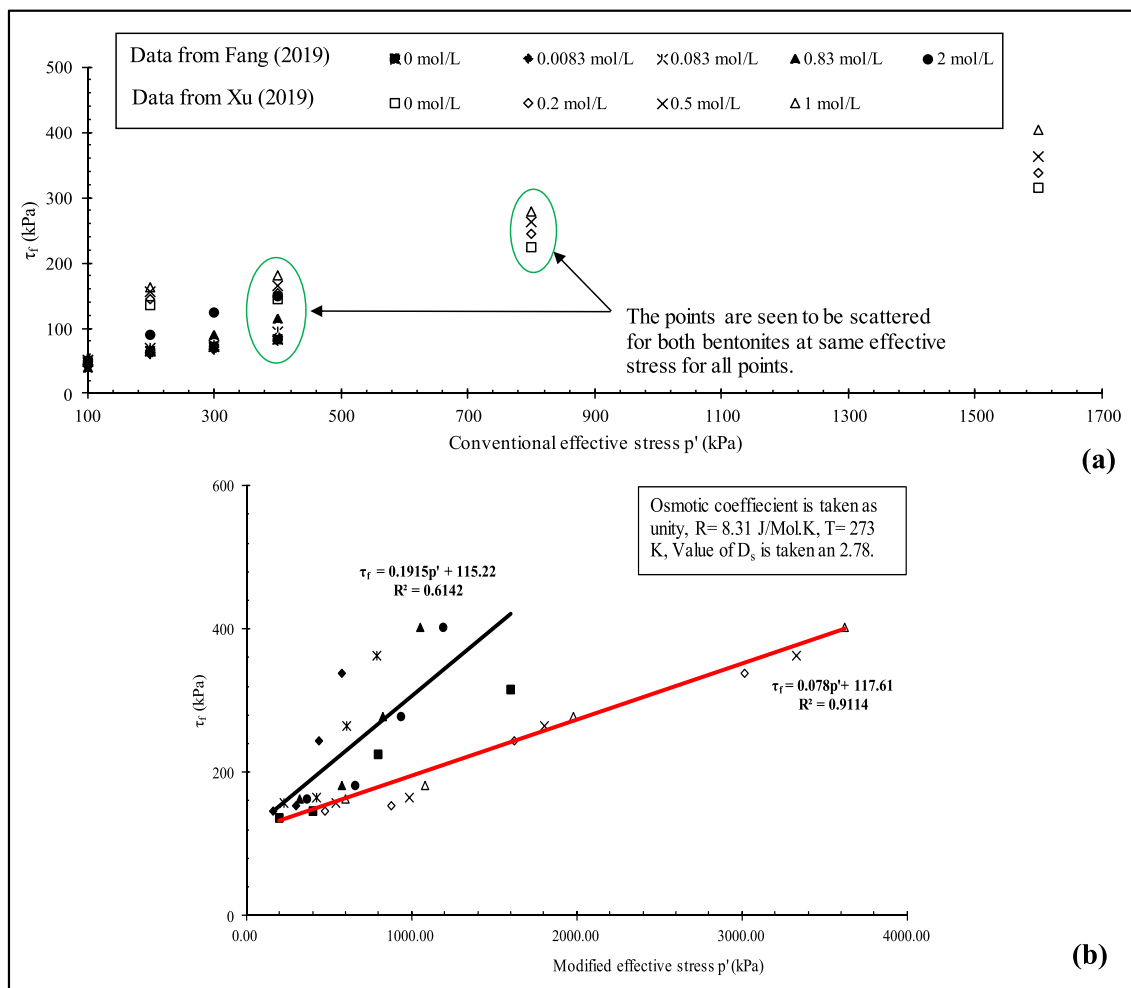 Data from Fang (2019)
0 mol/L
0.0083 mol/L
0.083 mol/L
0.83 mol/L
2 mol/L
Data from Xu (2019)
0 mol/L
0.2 mol/L
0.5 mol/L
1 mol/L
500
400
300
200
100
0
τf (kPa)
The points are seen to be scattered
for both bentonites at same effective
stress for all points.
100
300
500
700
900
1100
1300
1500
1700
Conventional effective stress p' (kPa)
(a)
600
400
200
0
τf (kPa)
Osmotic coeffiecient is taken as
unity, R= 8.31 J/Mol.K, T= 273
K, Value of Ds is taken an 2.78.
τf = 0.1915p' + 115.22
R² = 0.6142
τf = 0.078p'+ 117.61
R² = 0.9114
0.00
1000.00
2000.00
3000.00
4000.00
Modified effective stress p'(kPa)
(b)